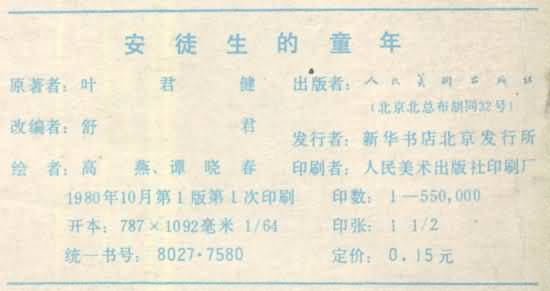 安徒生的童年
原著者：叶君健 出版者：人民美术出版社
（北京北总布胡同32号）
改编者：舒君 发行者：新华书店北京发行所
绘者：高燕、谭晓春 印刷者：人民美术出版社印刷厂
1980年10月第1版第1次印刷 印数：1—550,000
开本：787×1092毫米 1/64 印张：1 1/2
统一书号：8027·7580 定价：0.15元